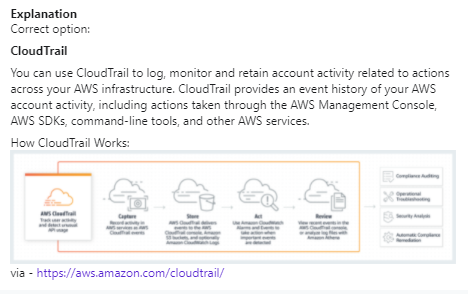 Explanation
Correct option:
CloudTrail
You can use CloudTrail to log, monitor and retain account activity related to actions
across your AWS infrastructure. CloudTrail provides an event history of your AWS
account activity, including actions taken through the AWS Management Console,
AWS SDKs, command-line tools, and other AWS services.
How CloudTrail Works:
AWS CloudTrail
Track user activity
and detect unusual
API usage
Capture
Record activity in
AWS services as AWS
CloudTrail events
Store
AWS CloudTrail delivers
events to the AWS
CloudTrail console, Amazon
S3 buckets, and optionally
Amazon CloudWatch Logs
Act
Use Amazon CloudWatch
Alarms and Events to
take action when
important events
are detected
Review
View recent events in the
AWS CloudTrail console,
or analyze log files with
Amazon Athena
Compliance Auditing
Operational
Troubleshooting
Security Analysis
Automatic Compliance
Remediation
via - https://aws.amazon.com/cloudtrail/